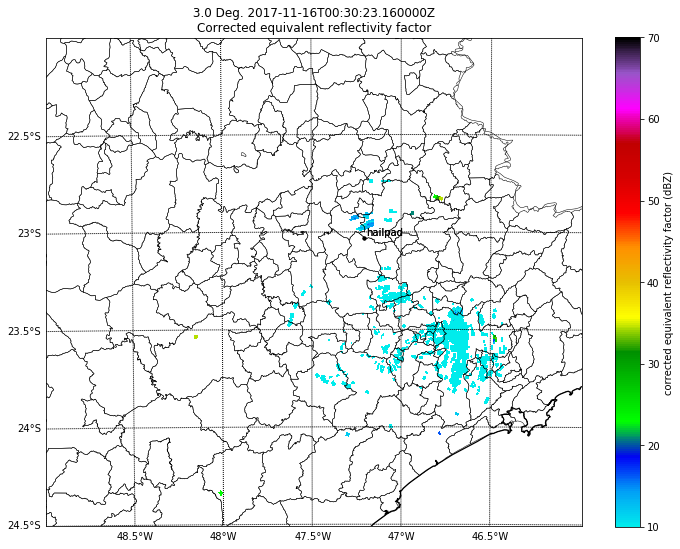 3.0 Deg. 2017-11-16T00:30:23.160000Z
Corrected equivalent reflectivity factor
70
60
50
40
30
20
10
corrected equivalent reflectivity factor (dBZ)
22.5°S
23°S
23.5°S
24°S
24.5°S
hailpad
48.5°W
48°W
47.5°W
47°W
46.5°W